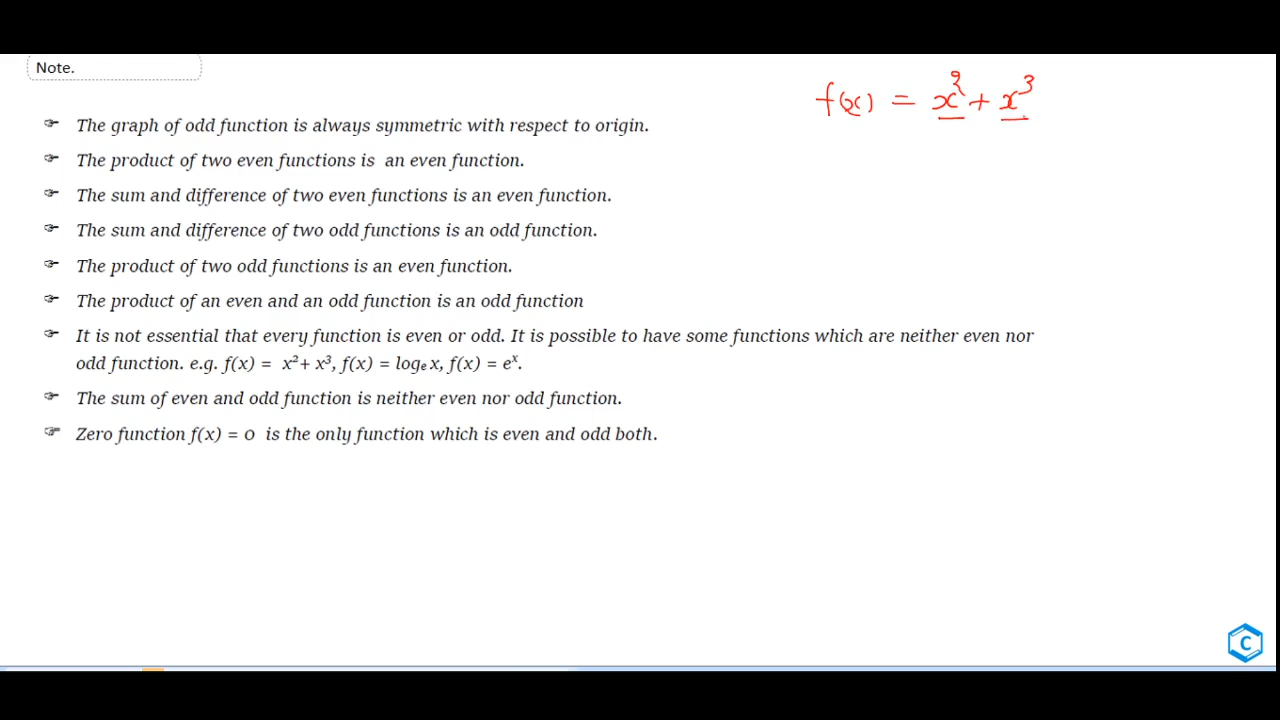 Note.
f(x) = x² + x³
The graph of odd function is always symmetric with respect to origin.
The product of two even functions is an even function.
The sum and difference of two even functions is an even function.
The sum and difference of two odd functions is an odd function.
The product of two odd functions is an even function.
The product of an even and an odd function is an odd function
It is not essential that every function is even or odd. It is possible to have some functions which are neither even nor
odd function. e.g. f(x) = x²+ x³, f(x) = logₑ x, f(x) = eˣ.
The sum of even and odd function is neither even nor odd function.
Zero function f(x) = 0 is the only function which is even and odd both.
C